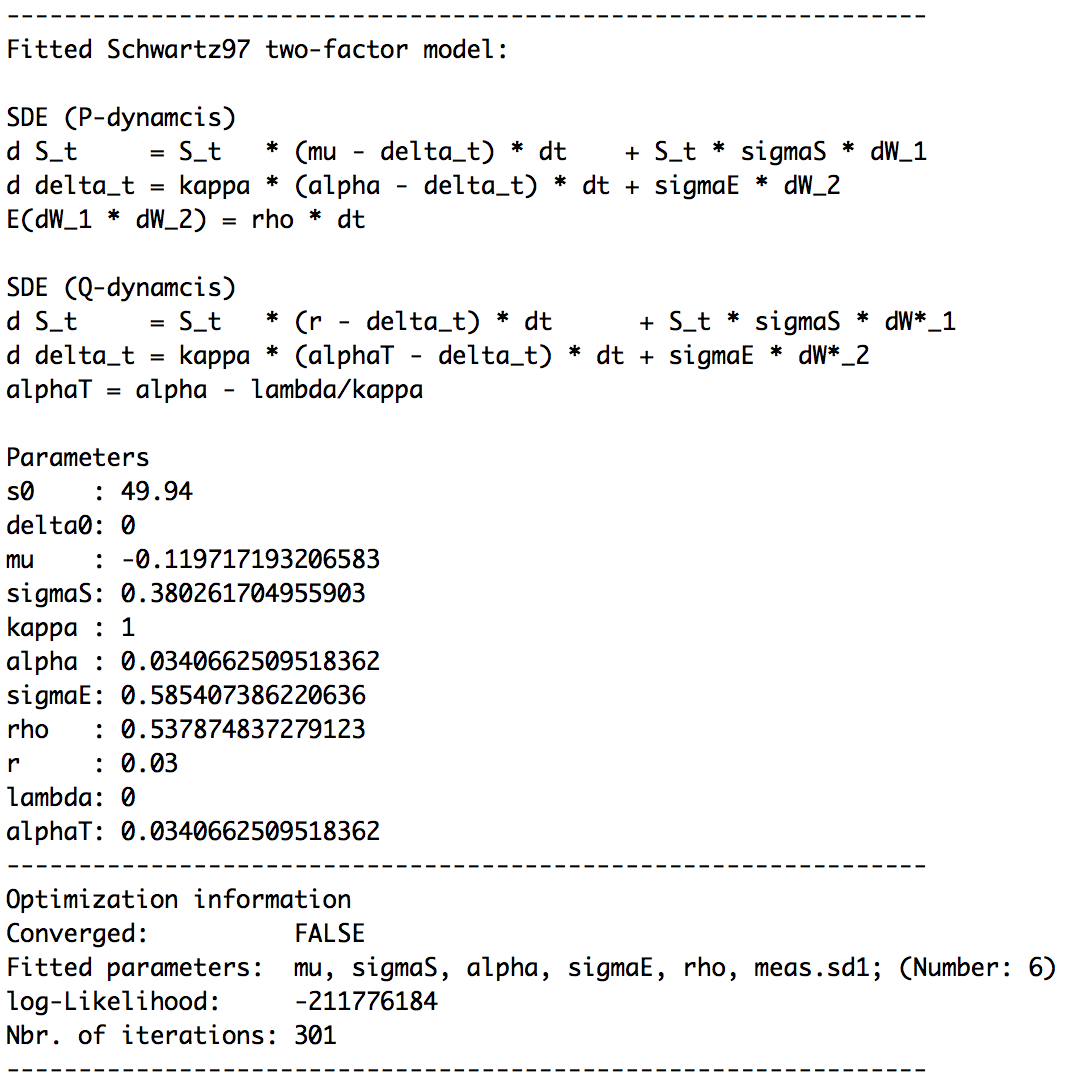 ----------------------------------------------------------------
Fitted Schwartz97 two-factor model:

SDE (P-dynamcis)
d S_t     = S_t   * (mu - delta_t) * dt    + S_t * sigmaS * dW_1
d delta_t = kappa * (alpha - delta_t) * dt + sigmaE * dW_2
E(dW_1 * dW_2) = rho * dt

SDE (Q-dynamcis)
d S_t     = S_t   * (r - delta_t) * dt     + S_t * sigmaS * dW*_1
d delta_t = kappa * (alphaT - delta_t) * dt + sigmaE * dW*_2
alphaT = alpha - lambda/kappa

Parameters
s0    : 49.94
delta0: 0
mu    : -0.119717193206583
sigmaS: 0.380261704955903
kappa : 1
alpha : 0.0340662509518362
sigmaE: 0.585407386220636
rho   : 0.537874837279123
r     : 0.03
lambda: 0
alphaT: 0.0340662509518362
----------------------------------------------------------------
Optimization information
Converged:          FALSE
Fitted parameters:  mu, sigmaS, alpha, sigmaE, rho, meas.sd1; (Number: 6)
log-Likelihood:     -211776184
Nbr. of iterations: 301
----------------------------------------------------------------